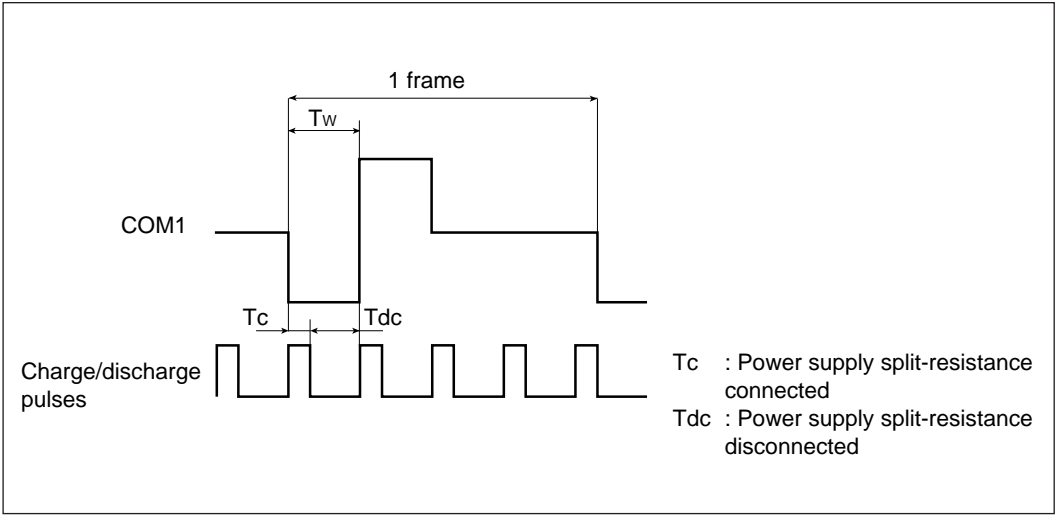 1 frame
Tw
COM1
Tc
Tdc
Charge/discharge
pulses
Tc : Power supply split-resistance
connected
Tdc : Power supply split-resistance
disconnected